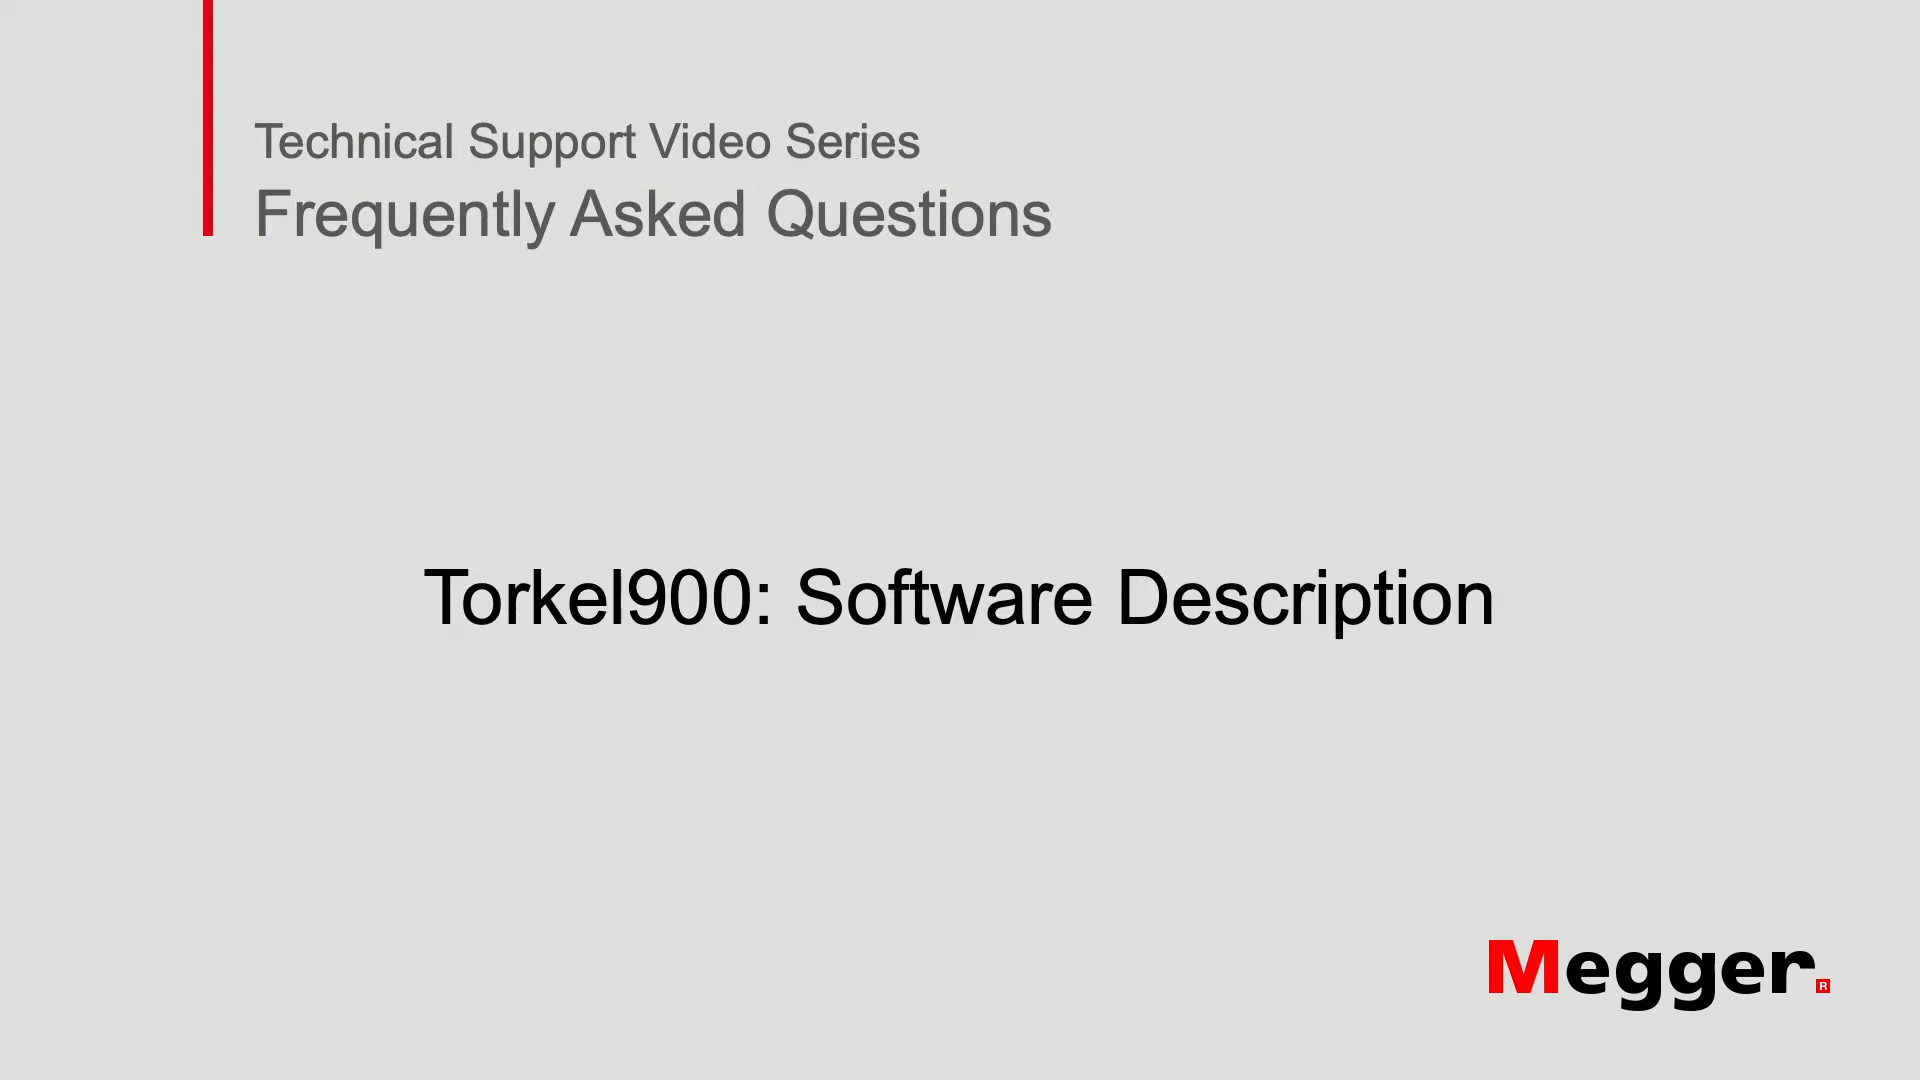 Technical Support Video Series
Frequently Asked Questions
Torkel900: Software Description
Megger®